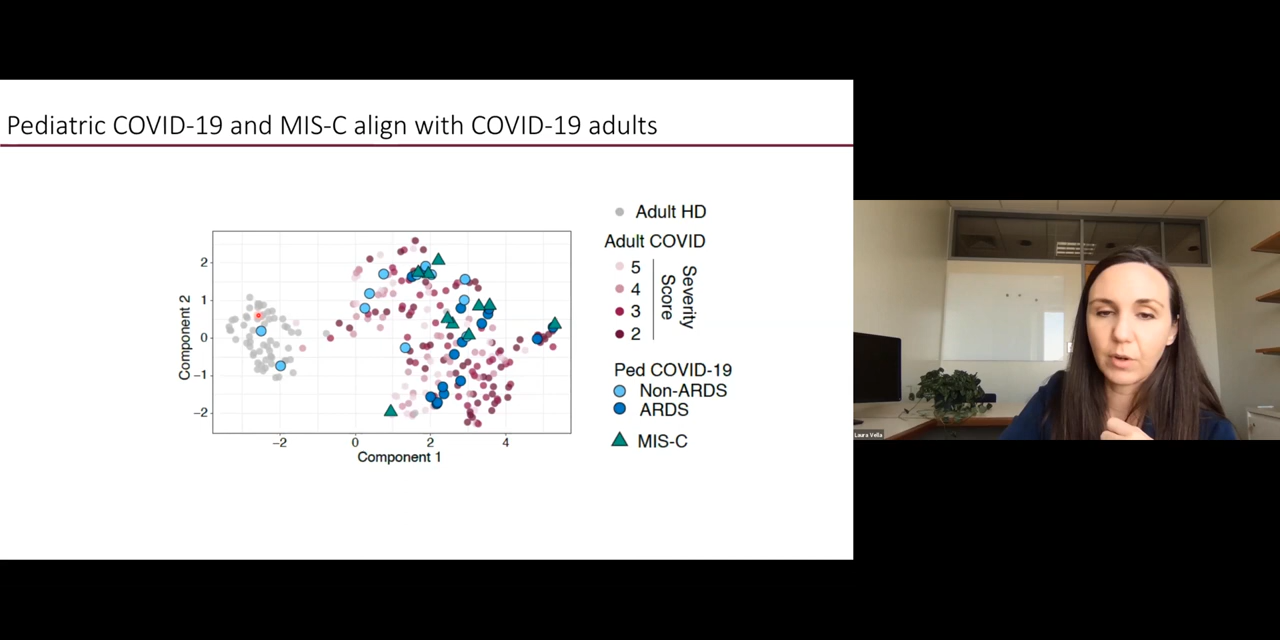 Pediatric COVID-19 and MIS-C align with COVID-19 adults
Component 2
2
1
0
−1
−2
−2
0
2
4
Component 1
Adult HD
Adult COVID
5
4
3
2
Severity
Score
Ped COVID-19
Non-ARDS
ARDS
MIS-C
Laura Vella